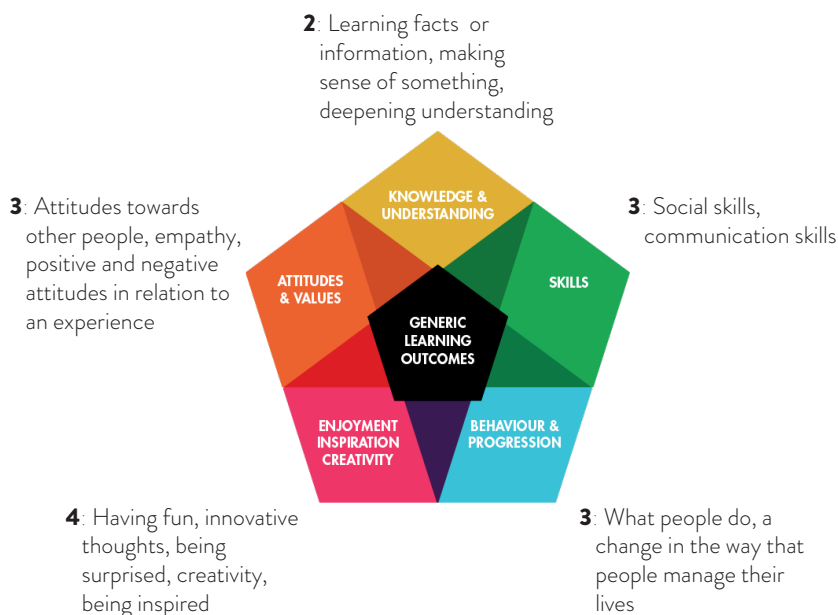 2: Learning facts or
information, making
sense of something,
deepening understanding
KNOWLEDGE &
UNDERSTANDING
3: Attitudes towards
other people, empathy,
positive and negative
attitudes in relation to
an experience
ATTITUDES
& VALUES
SKILLS
3: Social skills,
communication skills
GENERIC
LEARNING
OUTCOMES
ENJOYMENT
INSPIRATION
CREATIVITY
BEHAVIOUR &
PROGRESSION
4: Having fun, innovative
thoughts, being
surprised, creativity,
being inspired
3: What people do, a
change in the way that
people manage their
lives